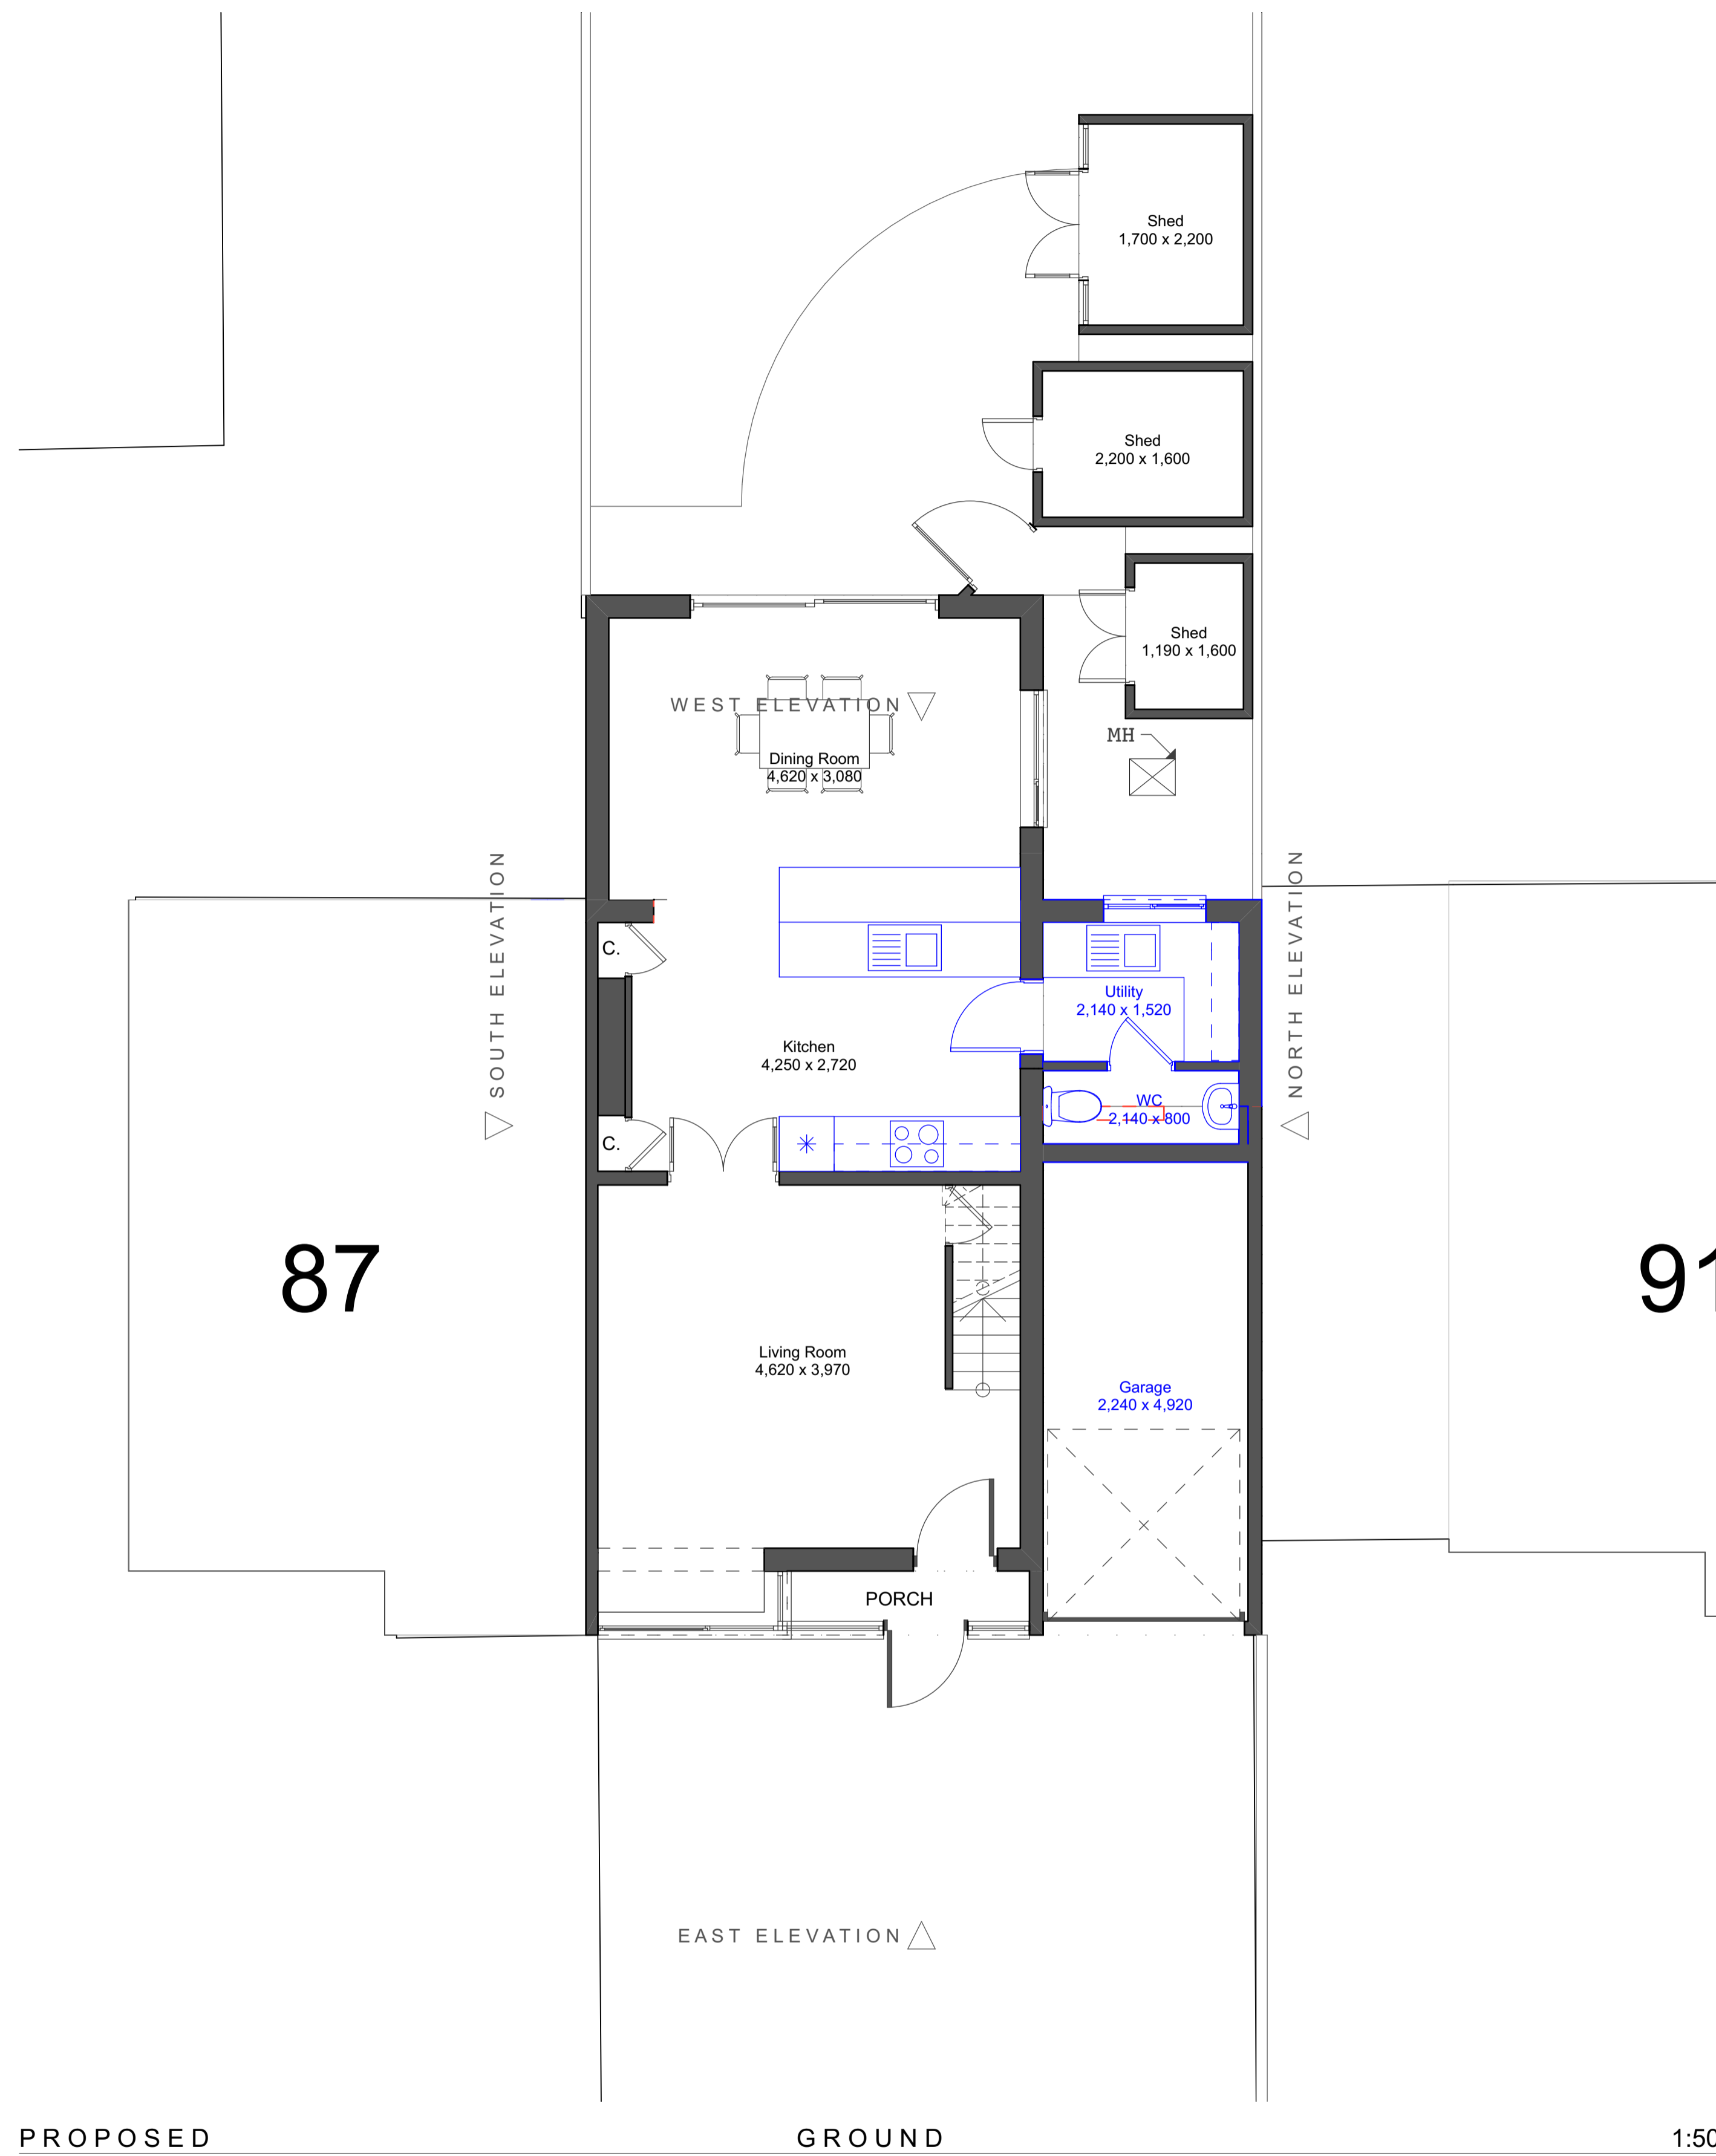 Shed
1,700 x 2,200
Shed
2,200 x 1,600
Shed
1,190 x 1,600
WEST ELEVATION
MH
Dining Room
4,620 x 3,080
SOUTH ELEVATION
NORTH ELEVATION
C.
Utility
2,140 x 1,520
Kitchen
4,250 x 2,720
WC
2,140 x 800
C.
87
91
Living Room
4,620 x 3,970
C
Garage
2,240 x 4,920
PORCH
EAST ELEVATION
PROPOSED
GROUND
1:50